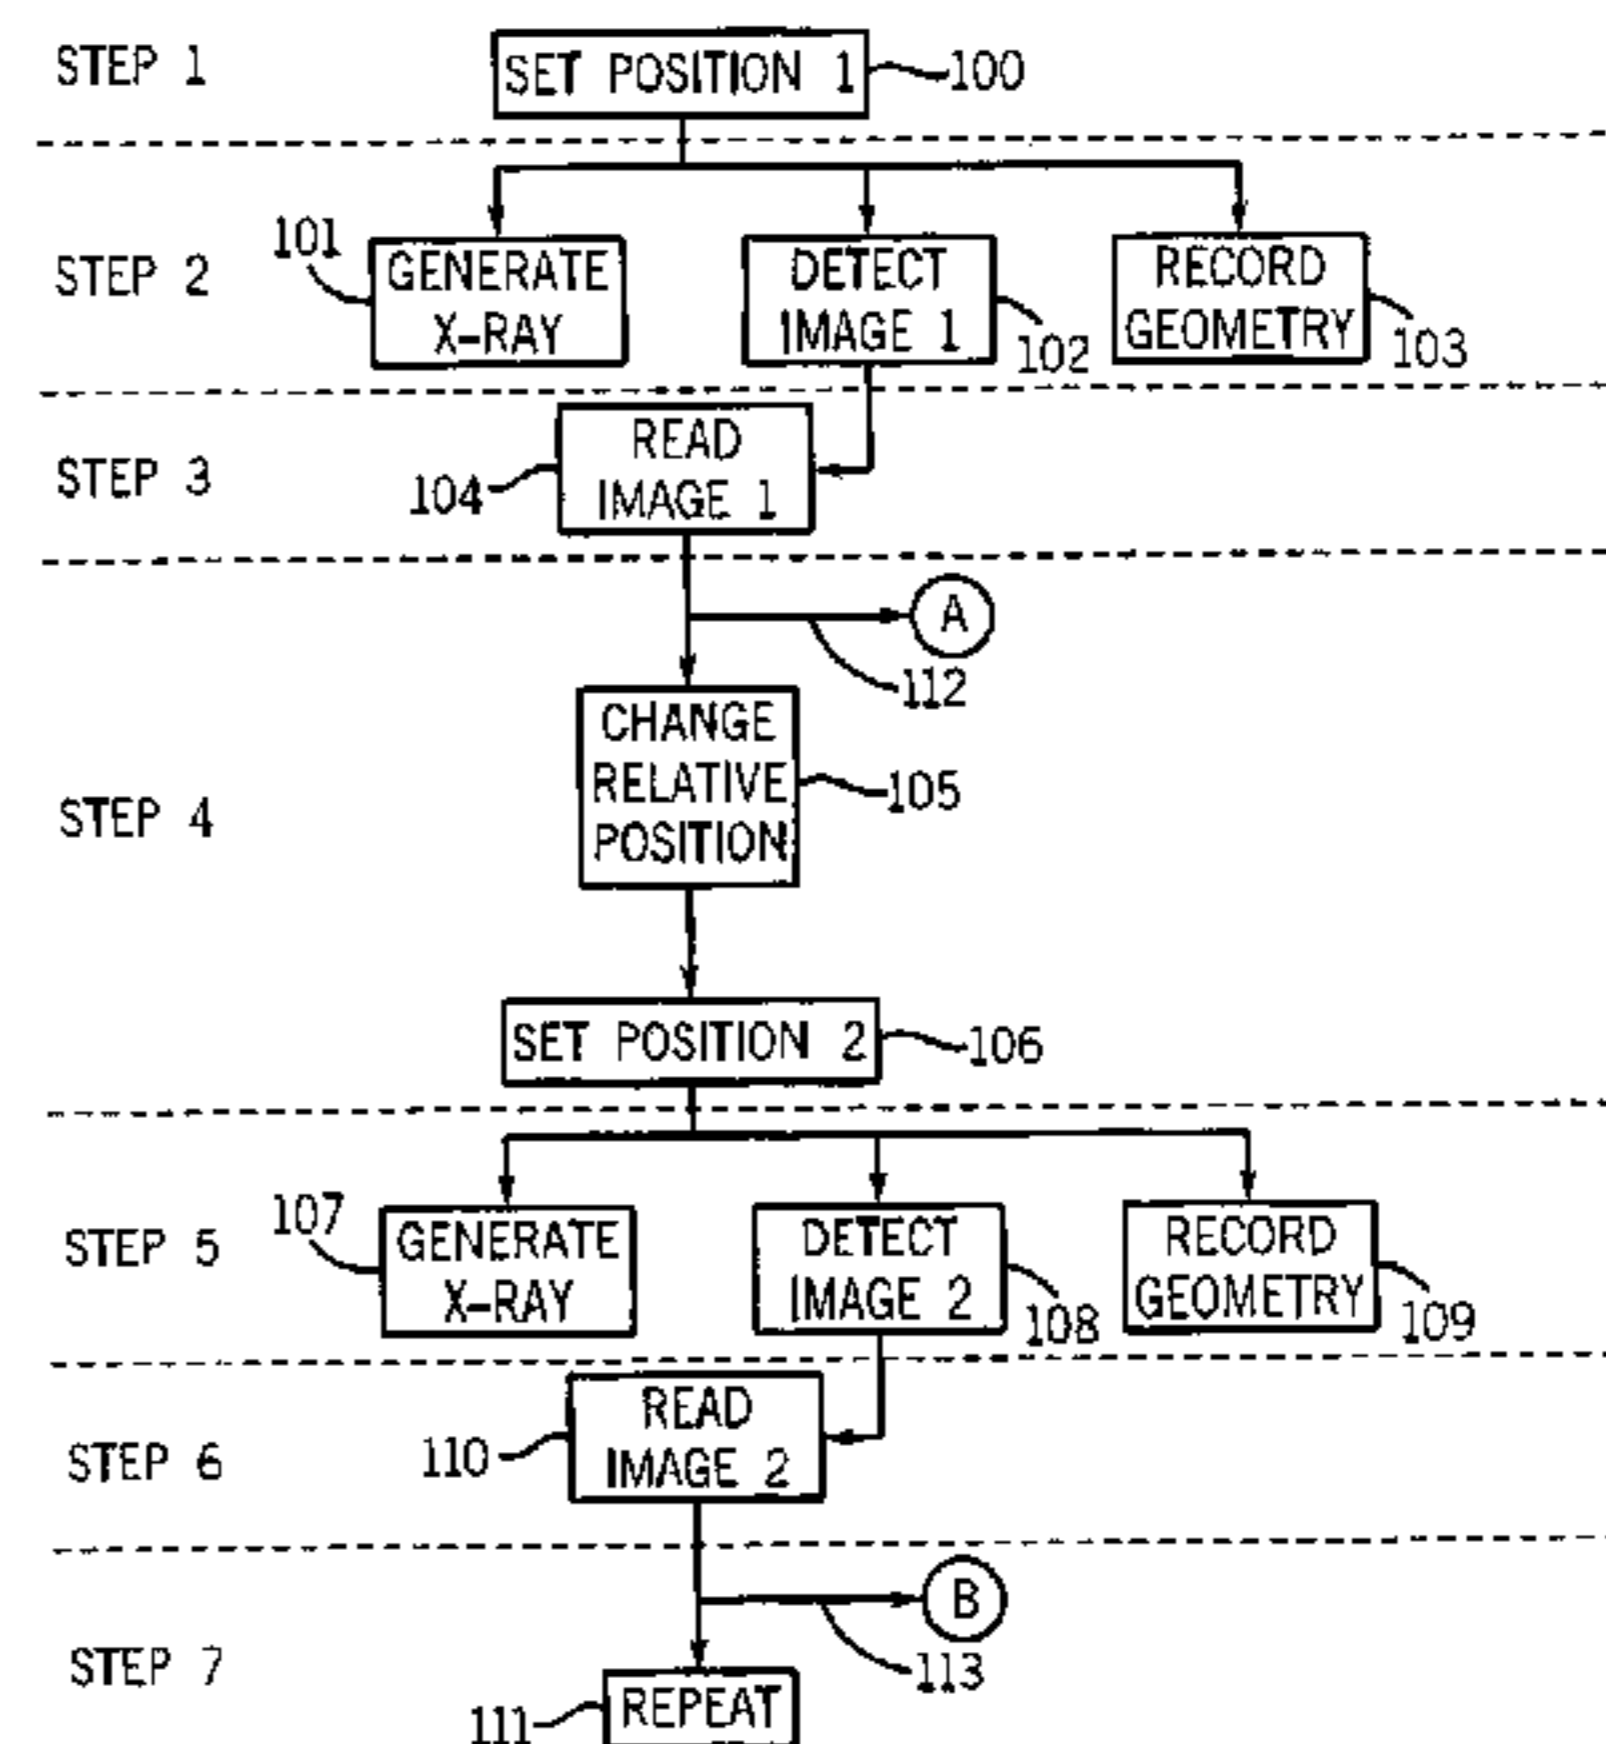 STEP 1
SET POSITION 1
100
STEP 2
101
GENERATE
X-RAY
DETECT
IMAGE 1
102
RECORD
GEOMETRY
103
STEP 3
104
READ
IMAGE 1
A
112
STEP 4
CHANGE
RELATIVE
POSITION
105
SET POSITION 2
106
STEP 5
107
GENERATE
X-RAY
DETECT
IMAGE 2
108
RECORD
GEOMETRY
109
STEP 6
110
READ
IMAGE 2
B
113
STEP 7
111
REPEAT